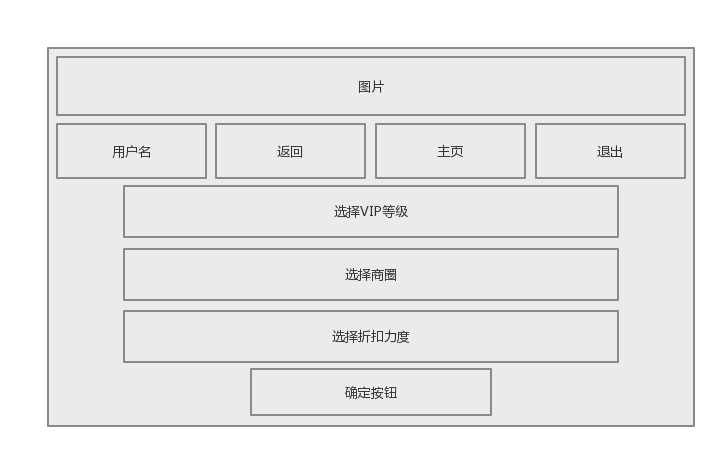 图片
用户名 返回 主页 退出
选择VIP等级
选择商圈
选择折扣力度
确定按钮